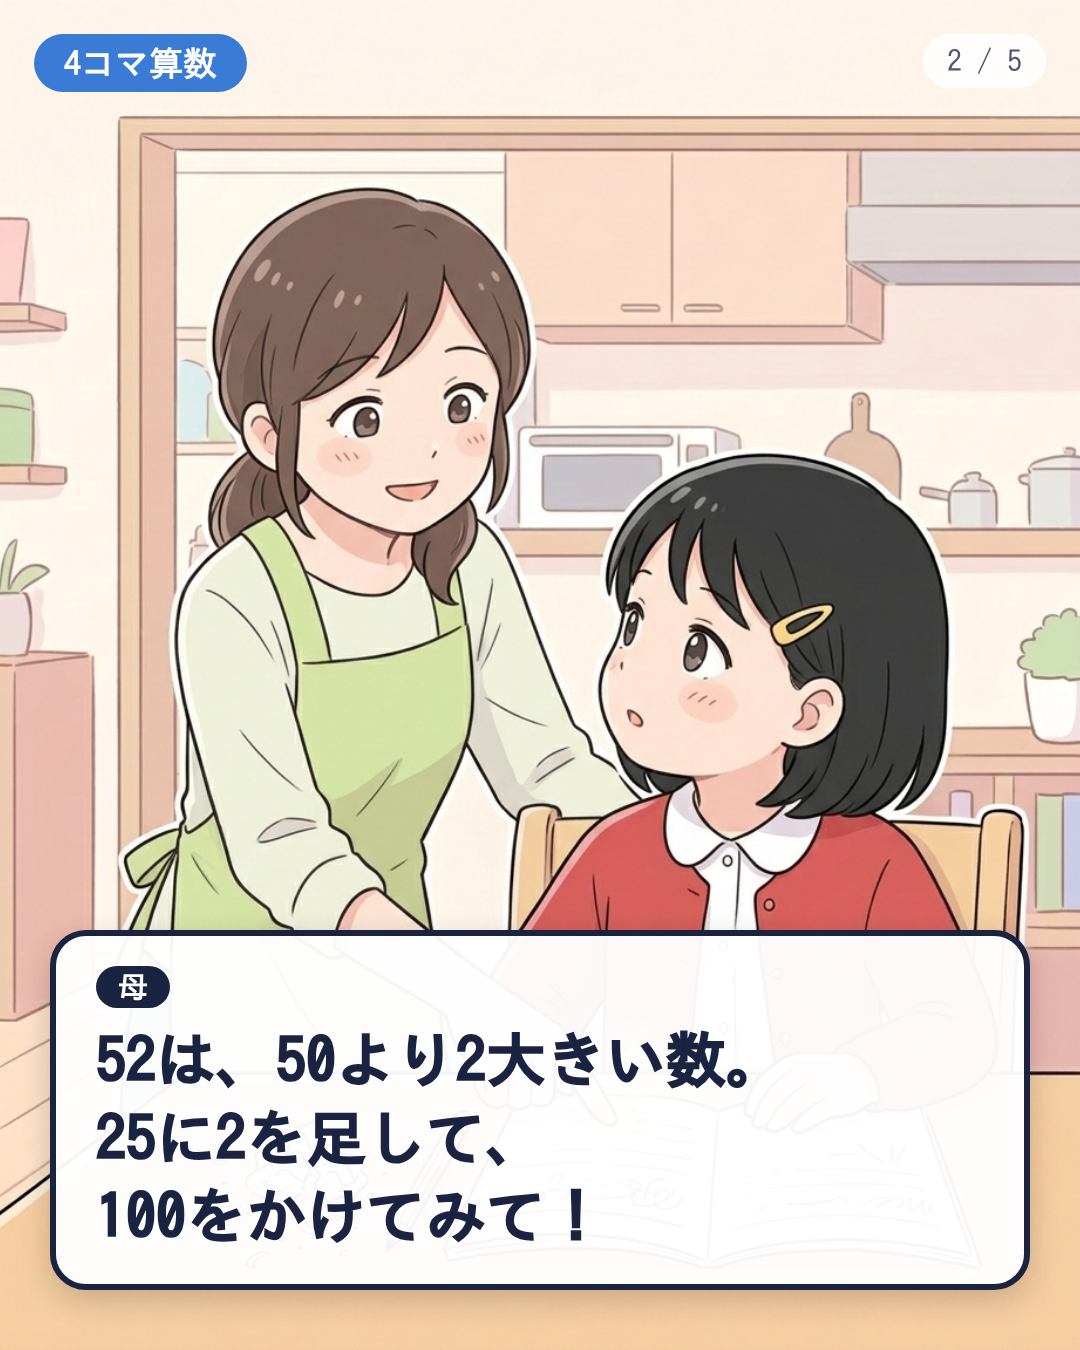 4コマ算数
2 / 5
母
52は、50より2大きい数。
25に2を足して、
100をかけてみて！